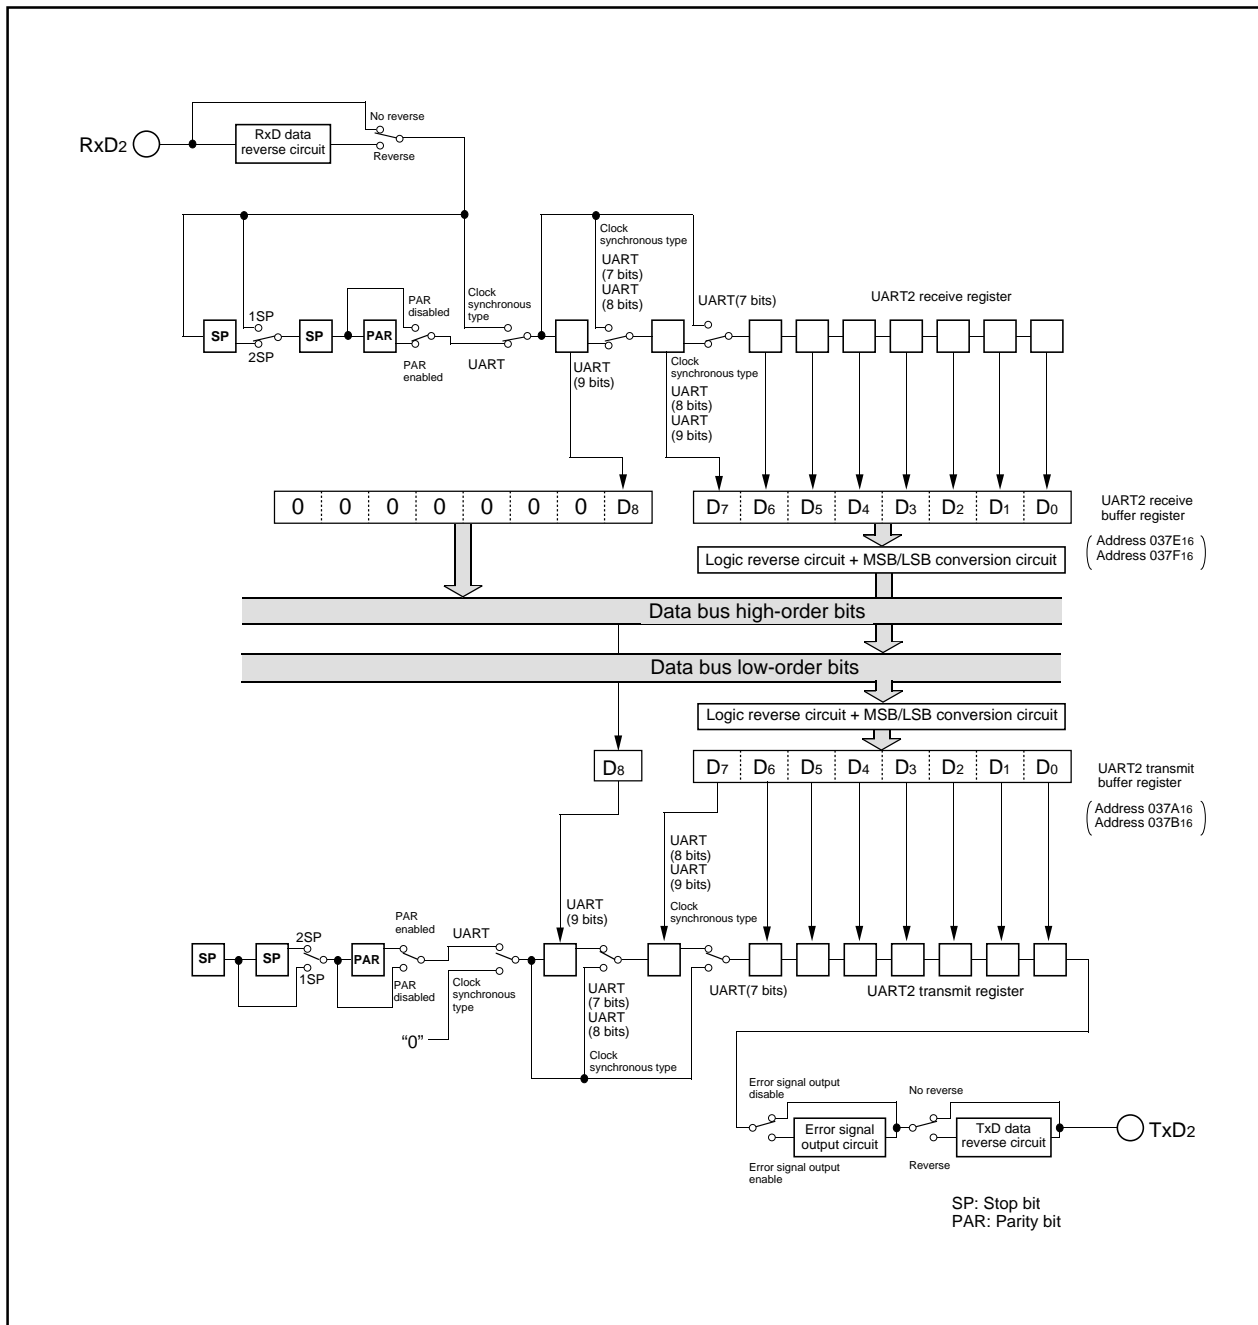 No reverse
RxD2
RxD data
reverse circuit
Reverse
Clock
synchronous type
UART
(7 bits)
UART
(8 bits)
UART(7 bits)
UART2 receive register
PAR
disabled
Clock
synchronous
type
1SP
SP
SP
PAR
2SP
PAR
enabled
UART
UART
(9 bits)
Clock
synchronous type
UART
(8 bits)
UART
(9 bits)
0 0 0 0 0 0 0 D8
D7 D6 D5 D4 D3 D2 D1 D0
UART2 receive
buffer register
Address 037E16
Address 037F16
Logic reverse circuit + MSB/LSB conversion circuit
Data bus high-order bits
Data bus low-order bits
Logic reverse circuit + MSB/LSB conversion circuit
D8
D7 D6 D5 D4 D3 D2 D1 D0
UART2 transmit
buffer register
Address 037A16
Address 037B16
UART
(8 bits)
UART
(9 bits)
Clock
synchronous type
UART
(9 bits)
PAR
enabled
UART
2SP
SP
SP
PAR
1SP
PAR
disabled
Clock
synchronous
type
"0"
UART
(7 bits)
UART
(8 bits)
Clock
synchronous type
UART(7 bits)
UART2 transmit register
Error signal output
disable
No reverse
Error signal
output circuit
TxD data
reverse circuit
TxD2
Error signal output
enable
Reverse
SP: Stop bit
PAR: Parity bit